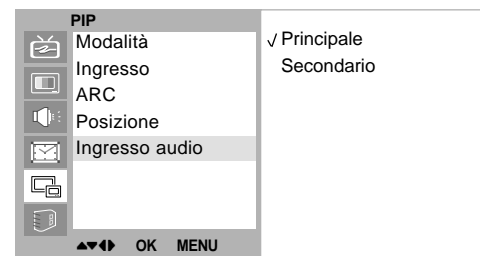 PIP
Modalità
Ingresso
ARC
Posizione
Ingresso audio
OK MENU
√ Principale
Secondario